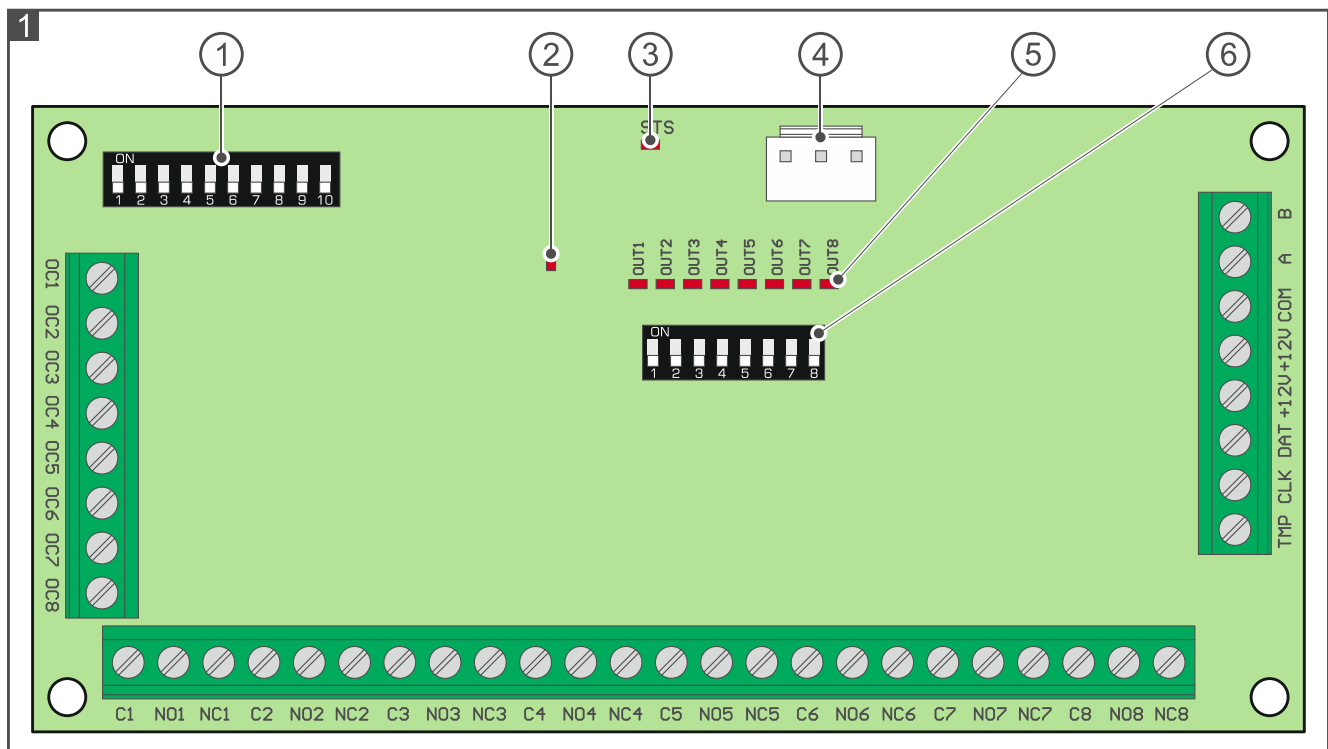 1
1 2 3 4 5 6
STS
ON
1 2 3 4 5 6 7 8 9 10
OUT1 OUT2 OUT3 OUT4 OUT5 OUT6 OUT7 OUT8
ON
1 2 3 4 5 6 7 8
OC1 OC2 OC3 OC4 OC5 OC6 OC7 OC8
TMP CLK DAT +12V +12V COM A B
C1 NO1 NC1 C2 NO2 NC2 C3 NO3 NC3 C4 NO4 NC4 C5 NO5 NC5 C6 NO6 NC6 C7 NO7 NC7 C8 NO8 NC8